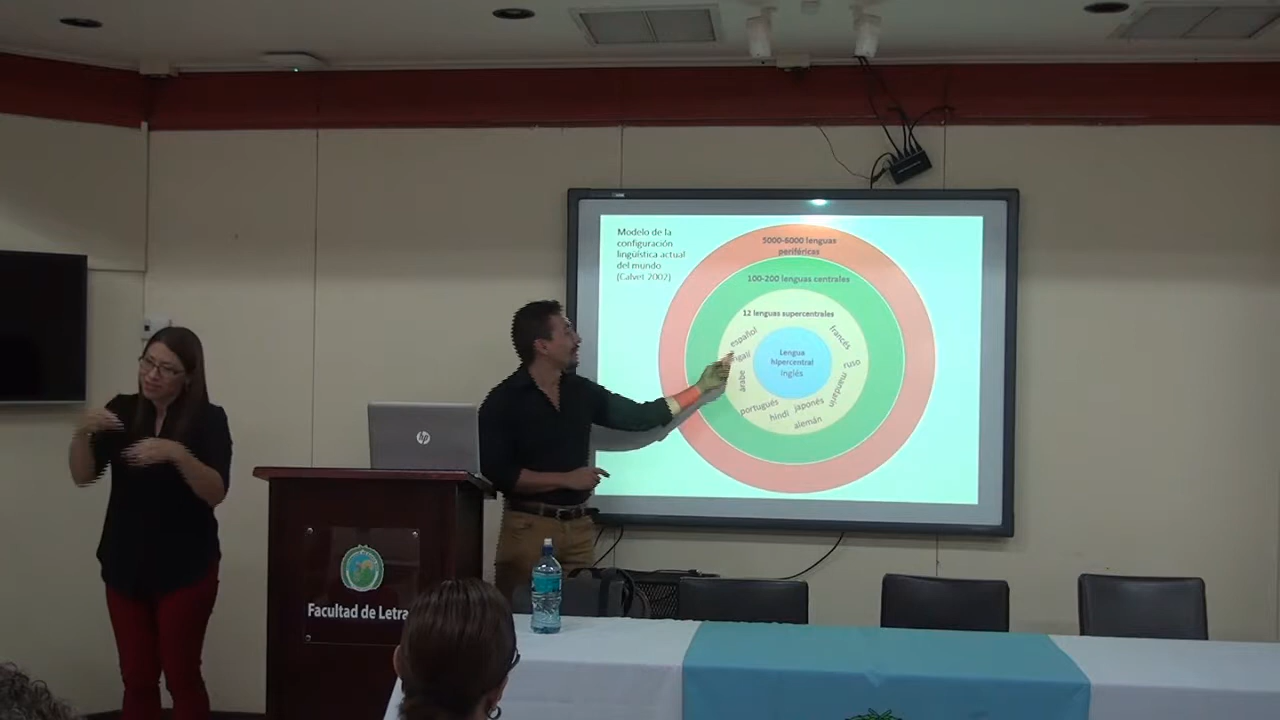 Modelo de la
configuración
lingüística actual
del mundo
(Calvet 2002)
5000-6000 lenguas
periféricas
100-200 lenguas centrales
12 lenguas supercentrales
español
francés
ruso
mandarín
japonés
alemán
hindi
portugués
árabe
Lengua
hipercentral
inglés
hp
Facultad de Letra